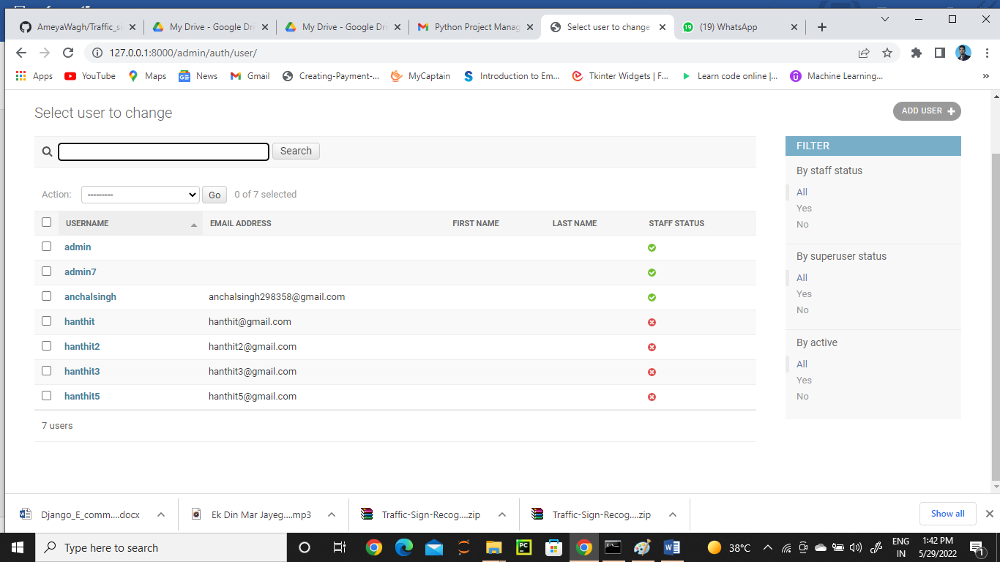 AmeyaWagh/Traffic_si
My Drive - Google Dri
My Drive - Google Dri
Python Project Manag
Select user to change
19 (19) WhatsApp
127.0.0.1:8000/admin/auth/user/
Apps YouTube Maps GE News Gmail Creating-Payment-... MyCaptain S Introduction to Em... Tkinter Widgets | F... Learn code online |... Machine Learning... »
Select user to change
ADD USER +
Search
Action: --------- Go 0 of 7 selected
USERNAME EMAIL ADDRESS FIRST NAME LAST NAME STAFF STATUS
admin
admin7
anchalsingh anchalsingh298358@gmail.com
hanthit hanthit@gmail.com
hanthit2 hanthit2@gmail.com
hanthit3 hanthit3@gmail.com
hanthit5 hanthit5@gmail.com
7 users
FILTER
By staff status
All
Yes
No
By superuser status
All
Yes
No
By active
All
Yes
No
Django_E_comm....docx
Ek Din Mar Jayeg....mp3
Traffic-Sign-Recog....zip
Traffic-Sign-Recog....zip
Show all
Type here to search
PC
W
38°C
ENG
IN
1:42 PM
5/29/2022
1